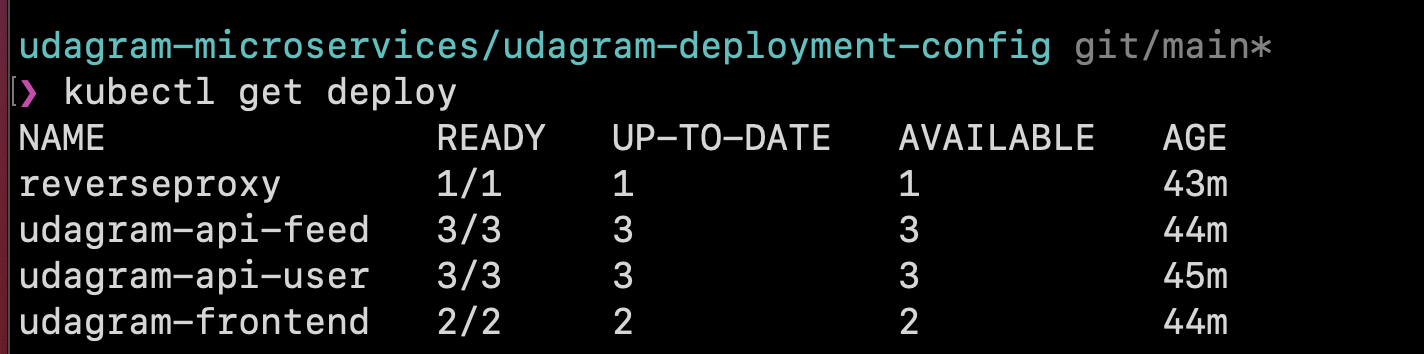 udagram-microservices/udagram-deployment-config git/main*
[❯ kubectl get deploy
NAME READY UP-TO-DATE AVAILABLE AGE
reverseproxy 1/1 1 1 43m
udagram-api-feed 3/3 3 3 44m
udagram-api-user 3/3 3 3 45m
udagram-frontend 2/2 2 2 44m